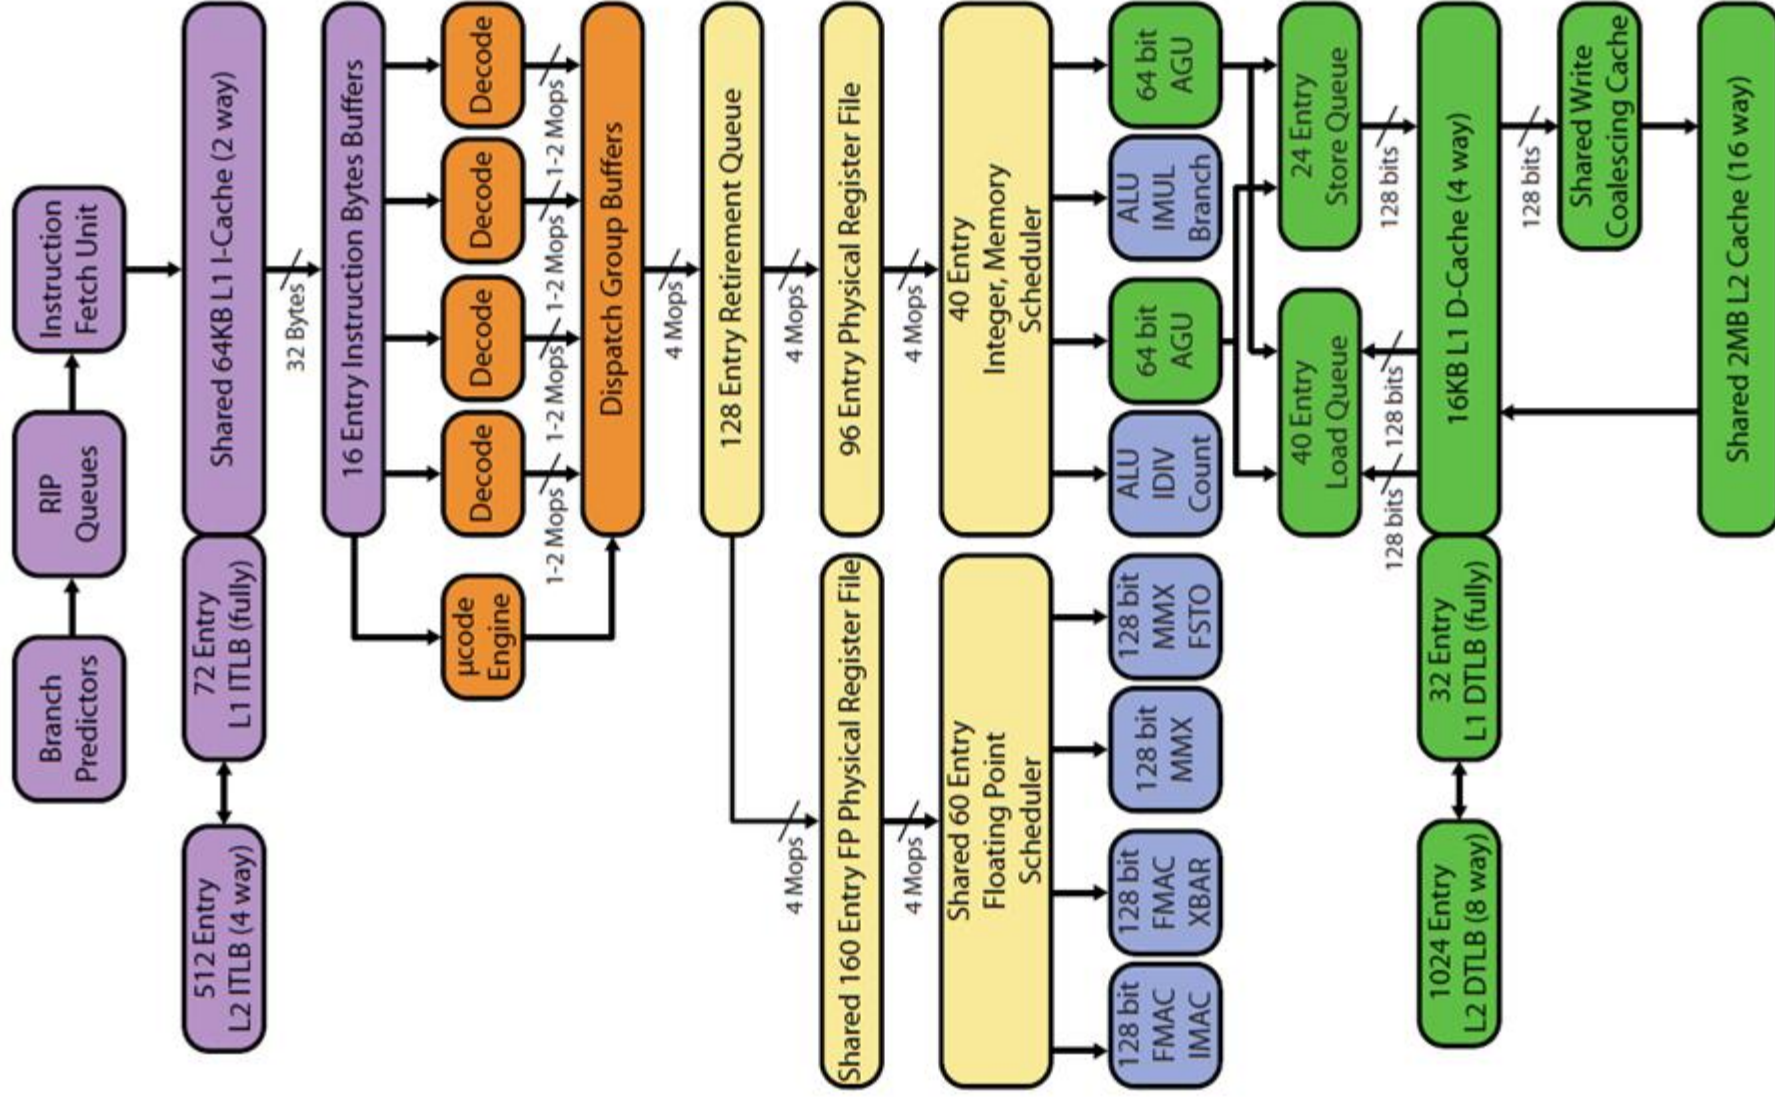 Branch
Predictors
RIP
Queues
Instruction
Fetch Unit
512 Entry
L2 ITLB (4 way)
72 Entry
L1 ITLB (fully)
Shared 64KB L1 I-Cache (2 way)
32 Bytes
16 Entry Instruction Bytes Buffers
µcode
Engine
Decode
Decode
Decode
Decode
1-2 Mops
1-2 Mops
1-2 Mops
1-2 Mops
Dispatch Group Buffers
4 Mops
128 Entry Retirement Queue
4 Mops
4 Mops
Shared 160 Entry FP Physical Register File
96 Entry Physical Register File
4 Mops
4 Mops
Shared 60 Entry
Floating Point
Scheduler
40 Entry
Integer, Memory
Scheduler
128 bit
FMAC
IMAC
128 bit
FMAC
XBAR
128 bit
MMX
128 bit
MMX
FSTO
ALU
IDIV
Count
64 bit
AGU
ALU
IMUL
Branch
64 bit
AGU
40 Entry
Load Queue
24 Entry
Store Queue
128 bits
128 bits
128 bits
1024 Entry
L2 DTLB (8 way)
32 Entry
L1 DTLB (fully)
16KB L1 D-Cache (4 way)
128 bits
Shared Write
Coalescing Cache
Shared 2MB L2 Cache (16 way)